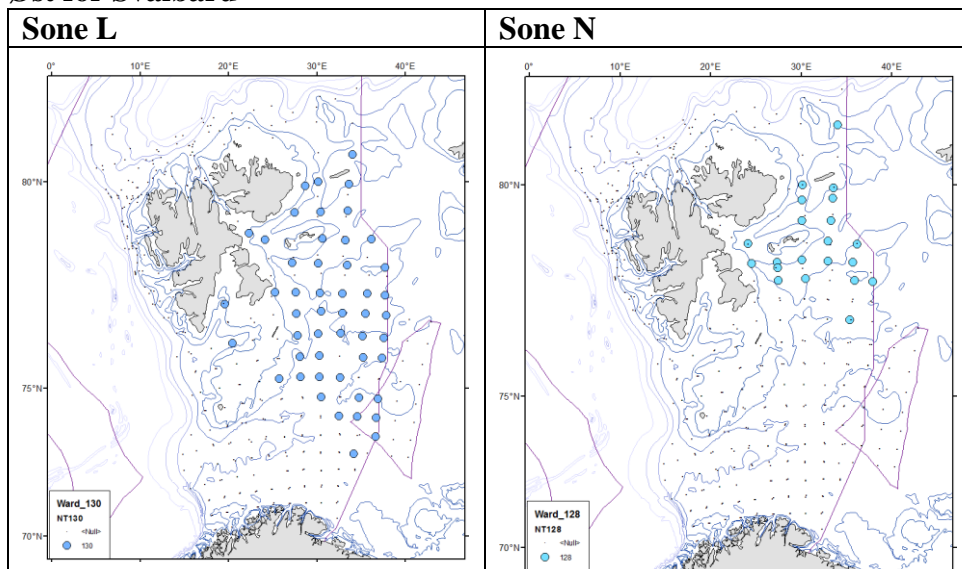 Øst for Svalbard
Sone L
0° 10°E 20°E 30°E 40°E
80°N
75°N
70°N
Ward_130
NT130
<Null>
130
Sone N
0° 10°E 20°E 30°E 40°E
80°N
75°N
70°N
Ward_128
NT128
<Null>
128